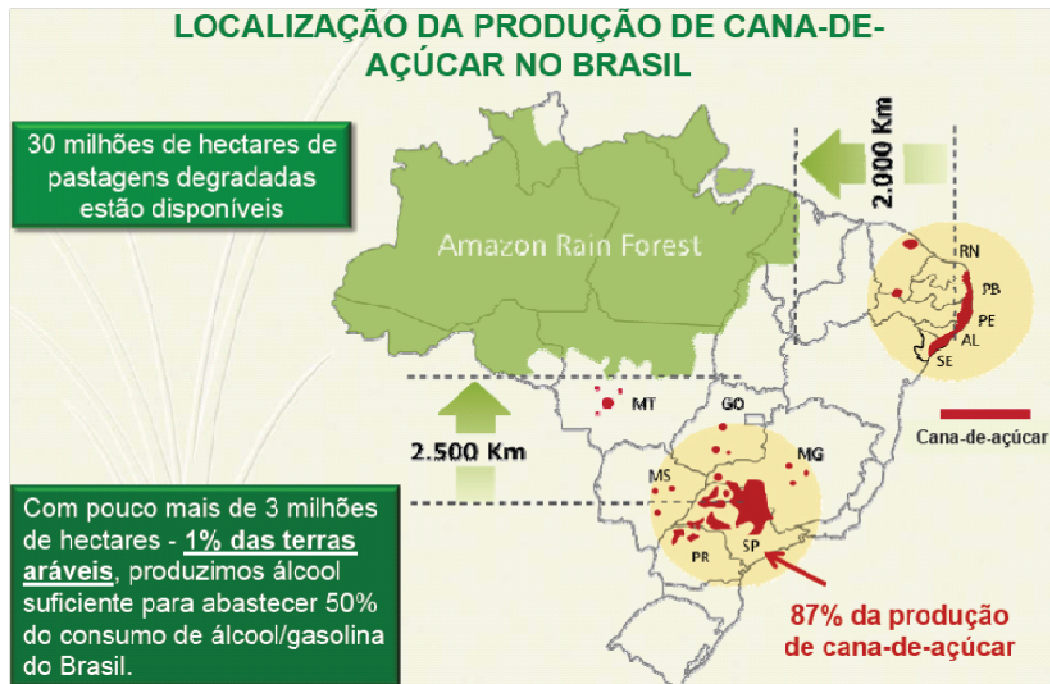 LOCALIZAÇÃO DA PRODUÇÃO DE CANA-DE-
AÇÚCAR NO BRASIL
30 milhões de hectares de
pastagens degradadas
estão disponíveis
2.000 Km
Amazon Rain Forest
RN
PB
PE
AL
SE
MT
GO
Cana-de-açúcar
2.500 Km
MG
MS
Com pouco mais de 3 milhões
de hectares - 1% das terras
aráveis, produzimos álcool
suficiente para abastecer 50%
do consumo de álcool/gasolina
do Brasil.
SP
PR
87% da produção
de cana-de-açúcar